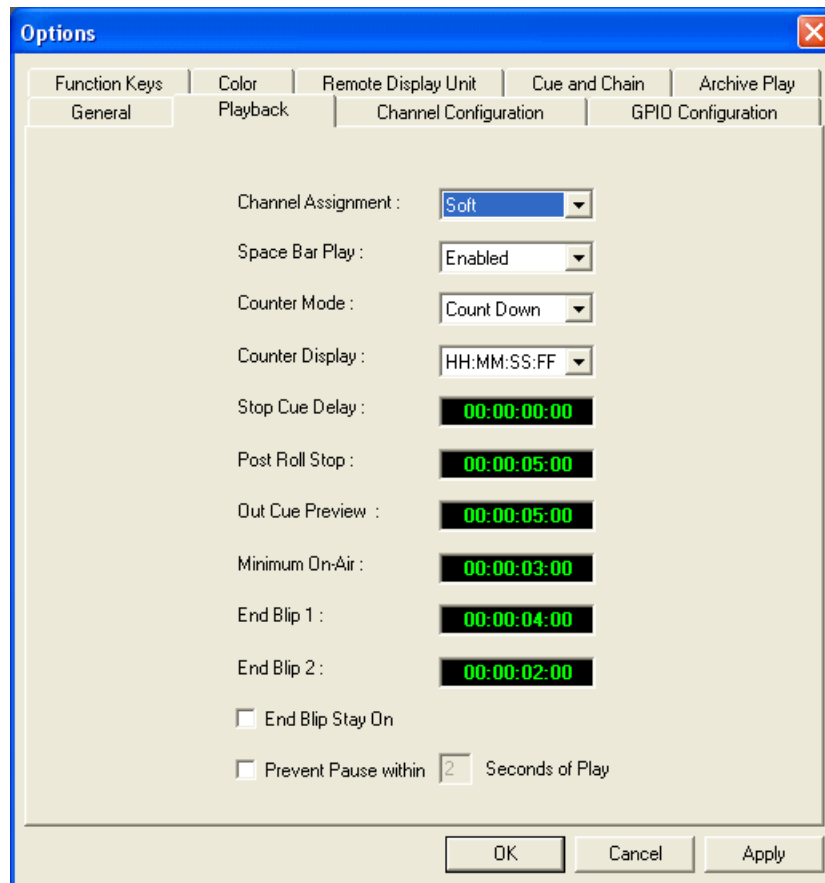 Options
Function Keys Color Remote Display Unit Cue and Chain Archive Play
General Playback Channel Configuration GPIO Configuration
Channel Assignment : Soft
Space Bar Play : Enabled
Counter Mode : Count Down
Counter Display : HH:MM:SS:FF
Stop Cue Delay : 00:00:00:00
Post Roll Stop : 00:00:05:00
Out Cue Preview : 00:00:05:00
Minimum On-Air : 00:00:03:00
End Blip 1 : 00:00:04:00
End Blip 2 : 00:00:02:00
End Blip Stay On
Prevent Pause within 2 Seconds of Play
OK Cancel Apply